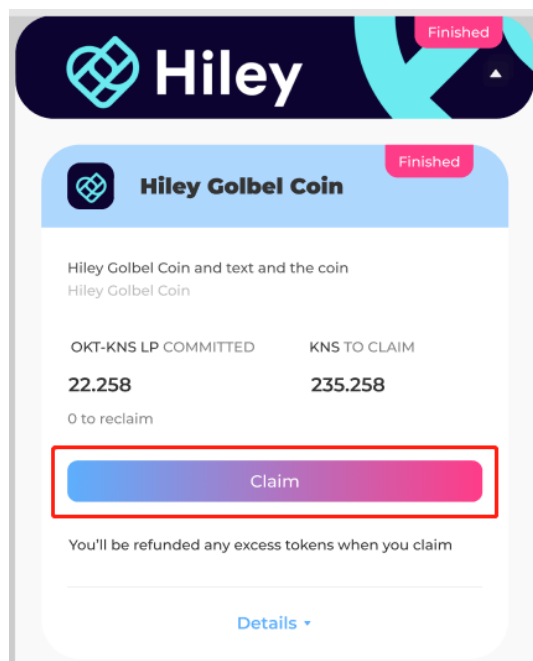 Finished
Hiley
Finished
Hiley Golbel Coin
Hiley Golbel Coin and text and the coin
Hiley Golbel Coin
OKT-KNS LP COMMITTED KNS TO CLAIM
22.258 235.258
0 to reclaim
Claim
You'll be refunded any excess tokens when you claim
Details